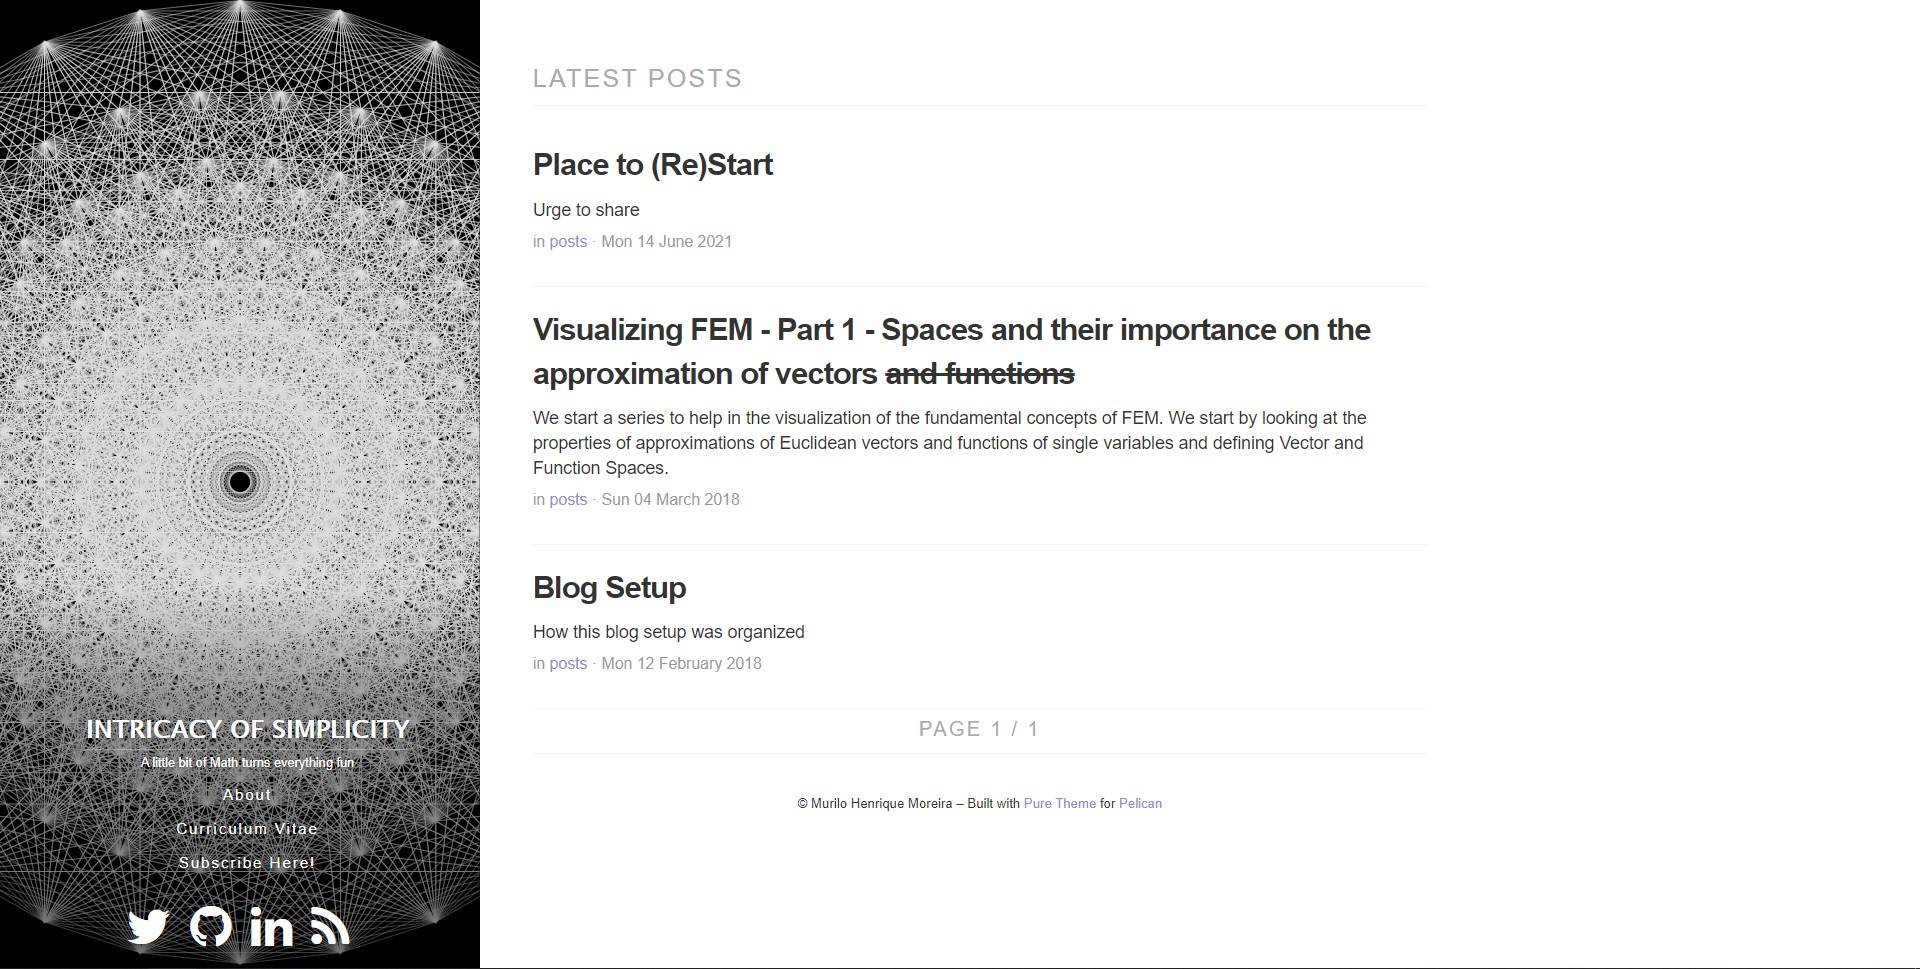 LATEST POSTS
Place to (Re)Start
Urge to share
in posts · Mon 14 June 2021
Visualizing FEM - Part 1 - Spaces and their importance on the
approximation of vectors and functions
We start a series to help in the visualization of the fundamental concepts of FEM. We start by looking at the
properties of approximations of Euclidean vectors and functions of single variables and defining Vector and
Function Spaces.
in posts · Sun 04 March 2018
Blog Setup
How this blog setup was organized
in posts · Mon 12 February 2018
PAGE 1 / 1
© Murilo Henrique Moreira – Built with Pure Theme for Pelican
INTRICACY OF SIMPLICITY
A little bit of Math turns everything fun
About
Curriculum Vitae
Subscribe Here!